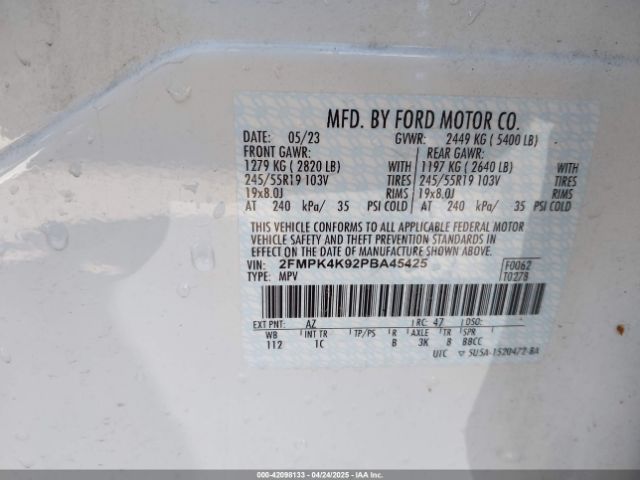 MFD. BY FORD MOTOR CO.
DATE: 05/23 GVWR: 2449 KG ( 5400 LB)
FRONT GAWR: REAR GAWR:
1279 KG ( 2820 LB) WITH 1197 KG ( 2640 LB) WITH
245/55R19 103V TIRES 245/55R19 103V TIRES
19x8.0J RIMS 19x8.0J RIMS
AT 240 kPa/ 35 PSI COLD AT 240 kPa/ 35 PSI COLD
THIS VEHICLE CONFORMS TO ALL APPLICABLE FEDERAL MOTOR
VEHICLE SAFETY AND THEFT PREVENTION STANDARDS IN
EFFECT ON THE DATE OF MANUFACTURE SHOWN ABOVE.
VIN: 2FMPK4K92PBA45425 F0062
TYPE: MPV T0278
EXT PNT: AZ RC: 47 DSO:
WB INT TR TP/PS R AXLE TR SPR
112 1C B 3K 8 BBCC
UTC ▽ 5U5A-1520472-BA
000-42098133 - 04/24/2025 - IAAI.COM